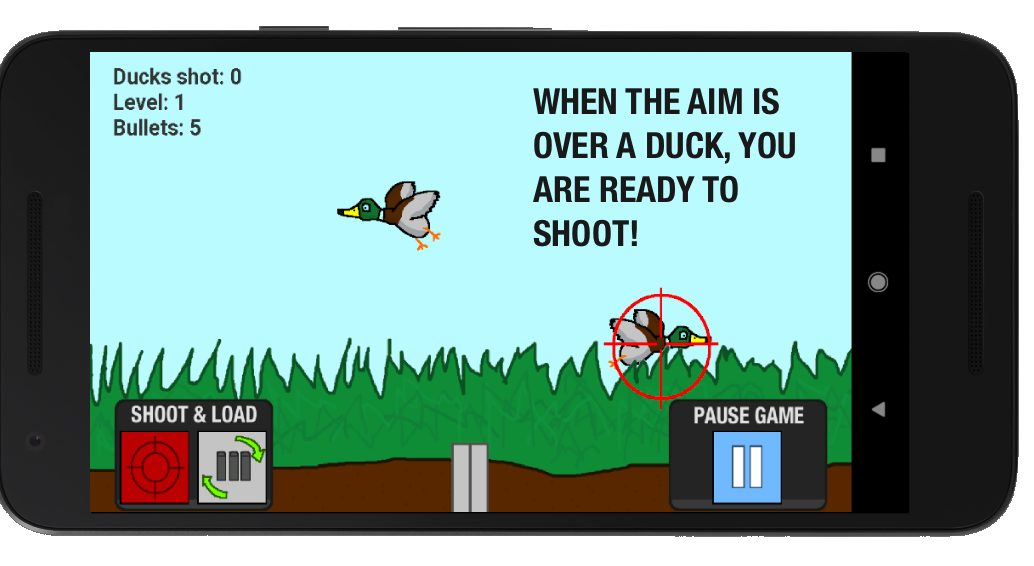 Ducks shot: 0
Level: 1
Bullets: 5
WHEN THE AIM IS
OVER A DUCK, YOU
ARE READY TO
SHOOT!
SHOOT & LOAD
PAUSE GAME